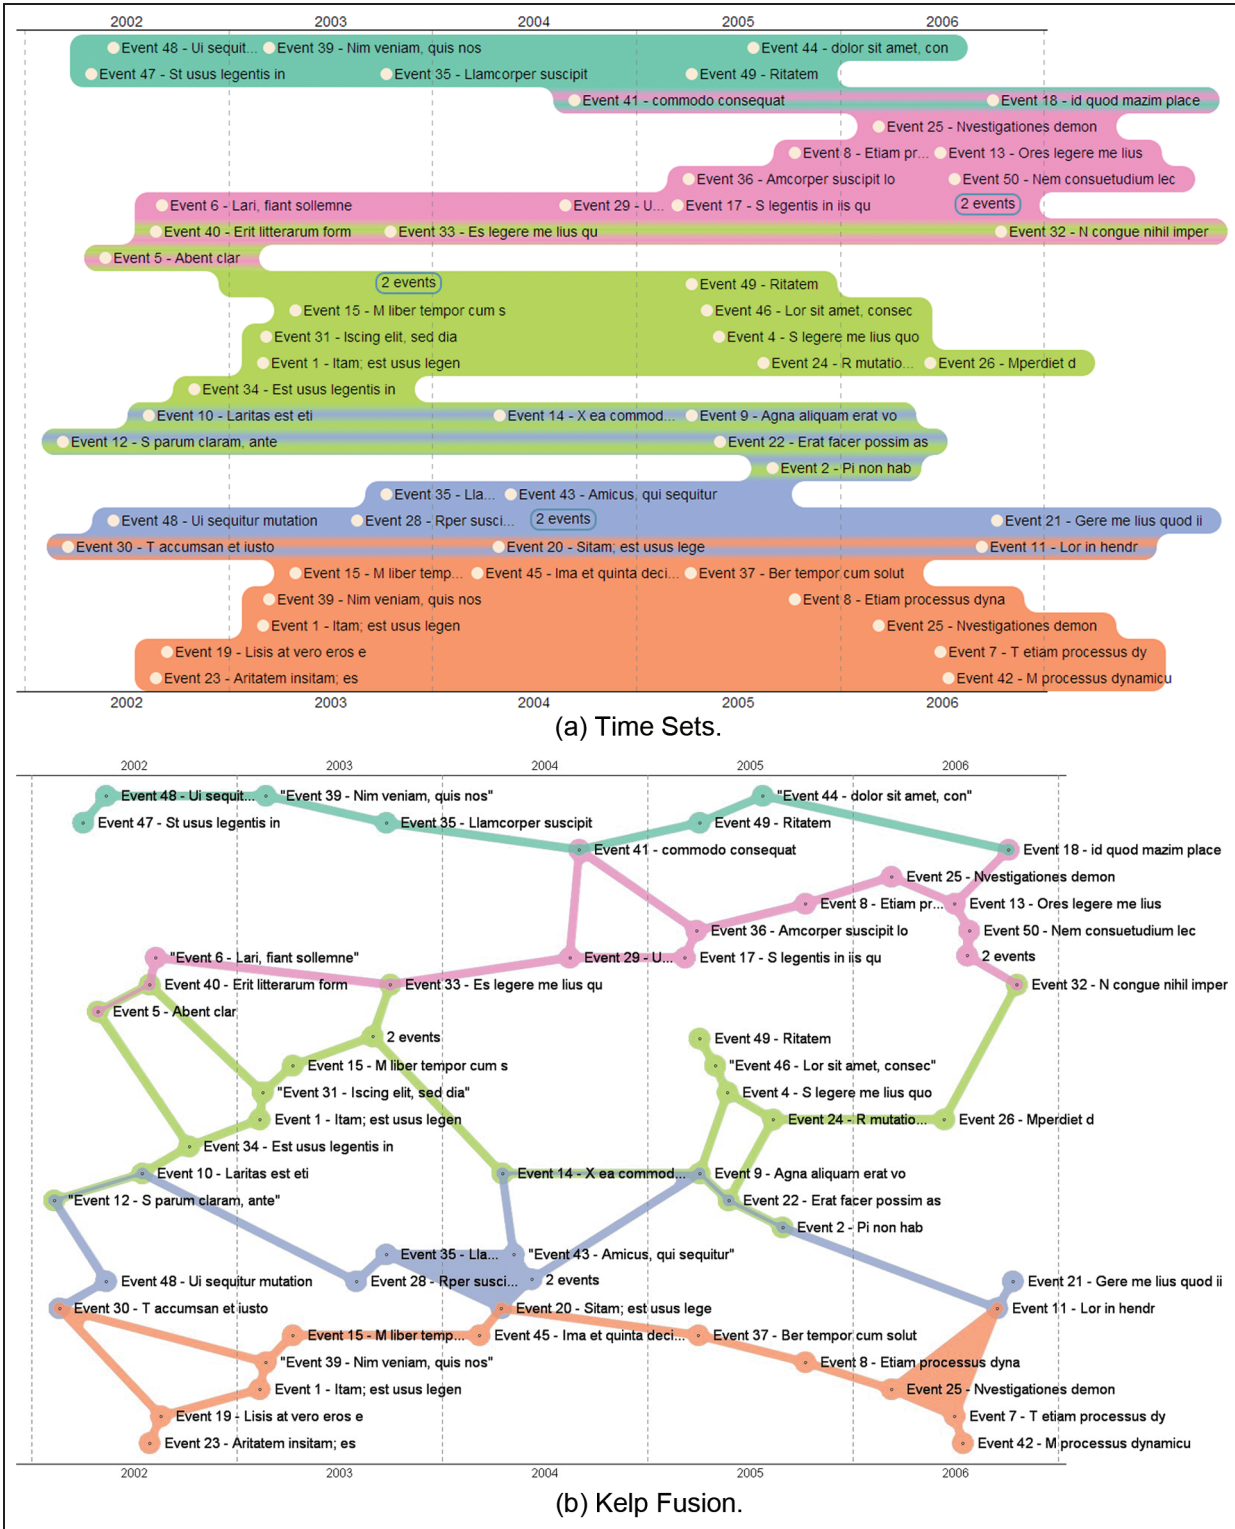 2002 2003 2004 2005 2006
Event 48 - Ui sequit... Event 39 - Nim veniam, quis nos Event 44 - dolor sit amet, con
Event 47 - St usus legentis in Event 35 - Llamcorper suscipit Event 49 - Ritatem
Event 41 - commodo consequat Event 18 - id quod mazim place
Event 25 - Nvestigationes demon
Event 8 - Etiam pr... Event 13 - Ores legere me lius
Event 36 - Amcorper suscipit lo Event 50 - Nem consuetudium lec
Event 6 - Lari, fiant sollemne Event 29 - U... Event 17 - S legentis in iis qu 2 events
Event 40 - Erit litterarum form Event 33 - Es legere me lius qu Event 32 - N congue nihil imper
Event 5 - Abent clar
2 events Event 49 - Ritatem
Event 15 - M liber tempor cum s Event 46 - Lor sit amet, consec
Event 31 - Iscing elit, sed dia Event 4 - S legere me lius quo
Event 1 - Itam; est usus legen Event 24 - R mutatio... Event 26 - Mperdiet d
Event 34 - Est usus legentis in
Event 10 - Laritas est eti Event 14 - X ea commod... Event 9 - Agna aliquam erat vo
Event 12 - S parum claram, ante Event 22 - Erat facer possim as
Event 2 - Pi non hab
Event 35 - Lla... Event 43 - Amicus, qui sequitur
Event 48 - Ui sequitur mutation Event 28 - Rper susci... 2 events Event 21 - Gere me lius quod ii
Event 30 - T accumsan et iusto Event 20 - Sitam; est usus lege Event 11 - Lor in hendr
Event 15 - M liber temp... Event 45 - Ima et quinta deci... Event 37 - Ber tempor cum solut
Event 39 - Nim veniam, quis nos Event 8 - Etiam processus dyna
Event 1 - Itam; est usus legen Event 25 - Nvestigationes demon
Event 19 - Lisis at vero eros e Event 7 - T etiam processus dy
Event 23 - Aritatem insitam; es Event 42 - M processus dynamicu
2002 2003 2004 2005 2006
(a) Time Sets.
2002 2003 2004 2005 2006
Event 48 - Ui sequit... "Event 39 - Nim veniam, quis nos" "Event 44 - dolor sit amet, con"
Event 47 - St usus legentis in Event 35 - Llamcorper suscipit Event 49 - Ritatem
Event 41 - commodo consequat Event 18 - id quod mazim place
Event 25 - Nvestigationes demon
Event 8 - Etiam pr... Event 13 - Ores legere me lius
Event 36 - Amcorper suscipit lo Event 50 - Nem consuetudium lec
"Event 6 - Lari, fiant sollemne" Event 29 - U... Event 17 - S legentis in iis qu 2 events
Event 40 - Erit litterarum form Event 33 - Es legere me lius qu Event 32 - N congue nihil imper
Event 5 - Abent clar
2 events Event 49 - Ritatem
Event 15 - M liber tempor cum s "Event 46 - Lor sit amet, consec"
"Event 31 - Iscing elit, sed dia" Event 4 - S legere me lius quo
Event 1 - Itam; est usus legen Event 24 - R mutatio... Event 26 - Mperdiet d
Event 34 - Est usus legentis in
Event 10 - Laritas est eti Event 14 - X ea commod... Event 9 - Agna aliquam erat vo
"Event 12 - S parum claram, ante" Event 22 - Erat facer possim as
Event 2 - Pi non hab
Event 35 - Lla... "Event 43 - Amicus, qui sequitur"
Event 48 - Ui sequitur mutation Event 28 - Rper susci... 2 events Event 21 - Gere me lius quod ii
Event 30 - T accumsan et iusto Event 20 - Sitam; est usus lege Event 11 - Lor in hendr
Event 15 - M liber temp... Event 45 - Ima et quinta deci... Event 37 - Ber tempor cum solut
"Event 39 - Nim veniam, quis nos" Event 8 - Etiam processus dyna
Event 1 - Itam; est usus legen Event 25 - Nvestigationes demon
Event 19 - Lisis at vero eros e Event 7 - T etiam processus dy
Event 23 - Aritatem insitam; es Event 42 - M processus dynamicu
2002 2003 2004 2005 2006
(b) Kelp Fusion.